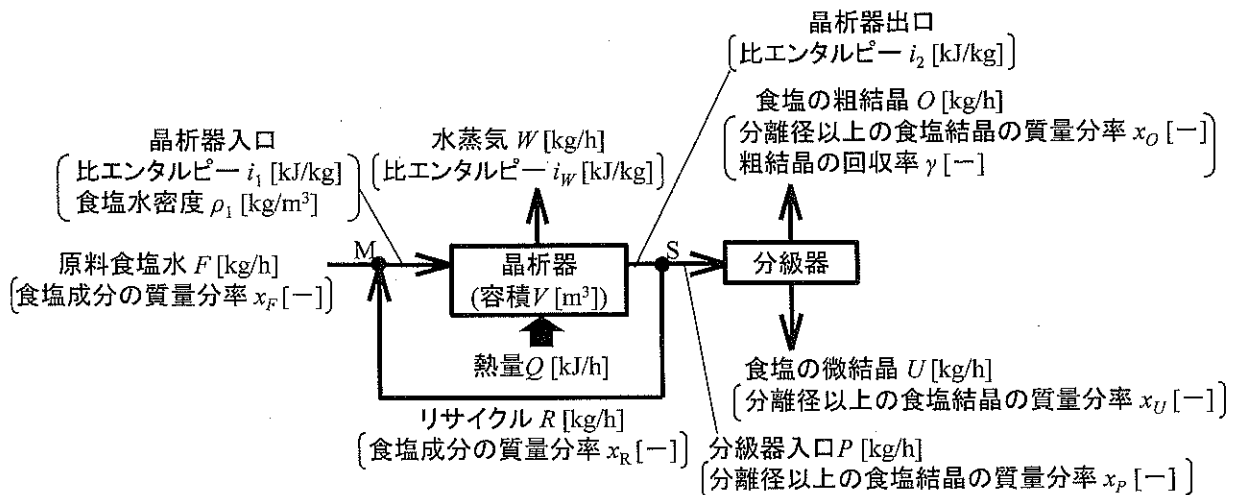 晶析器出口
比エンタルピー i₂ [kJ/kg]
食塩の粗結晶 O [kg/h]
分離径以上の食塩結晶の質量分率 x_O [−]
粗結晶の回収率 γ [−]
晶析器入口
比エンタルピー i₁ [kJ/kg]
食塩水密度 ρ₁ [kg/m³]
水蒸気 W [kg/h]
比エンタルピー i_W [kJ/kg]
原料食塩水 F [kg/h]
(食塩成分の質量分率 x_F [−])
M
晶析器
(容積V [m³])
S
分級器
熱量Q [kJ/h]
リサイクル R [kg/h]
(食塩成分の質量分率 x_R [−])
食塩の微結晶 U [kg/h]
(分離径以上の食塩結晶の質量分率 x_U [−])
分級器入口P [kg/h]
(分離径以上の食塩結晶の質量分率 x_P [−])